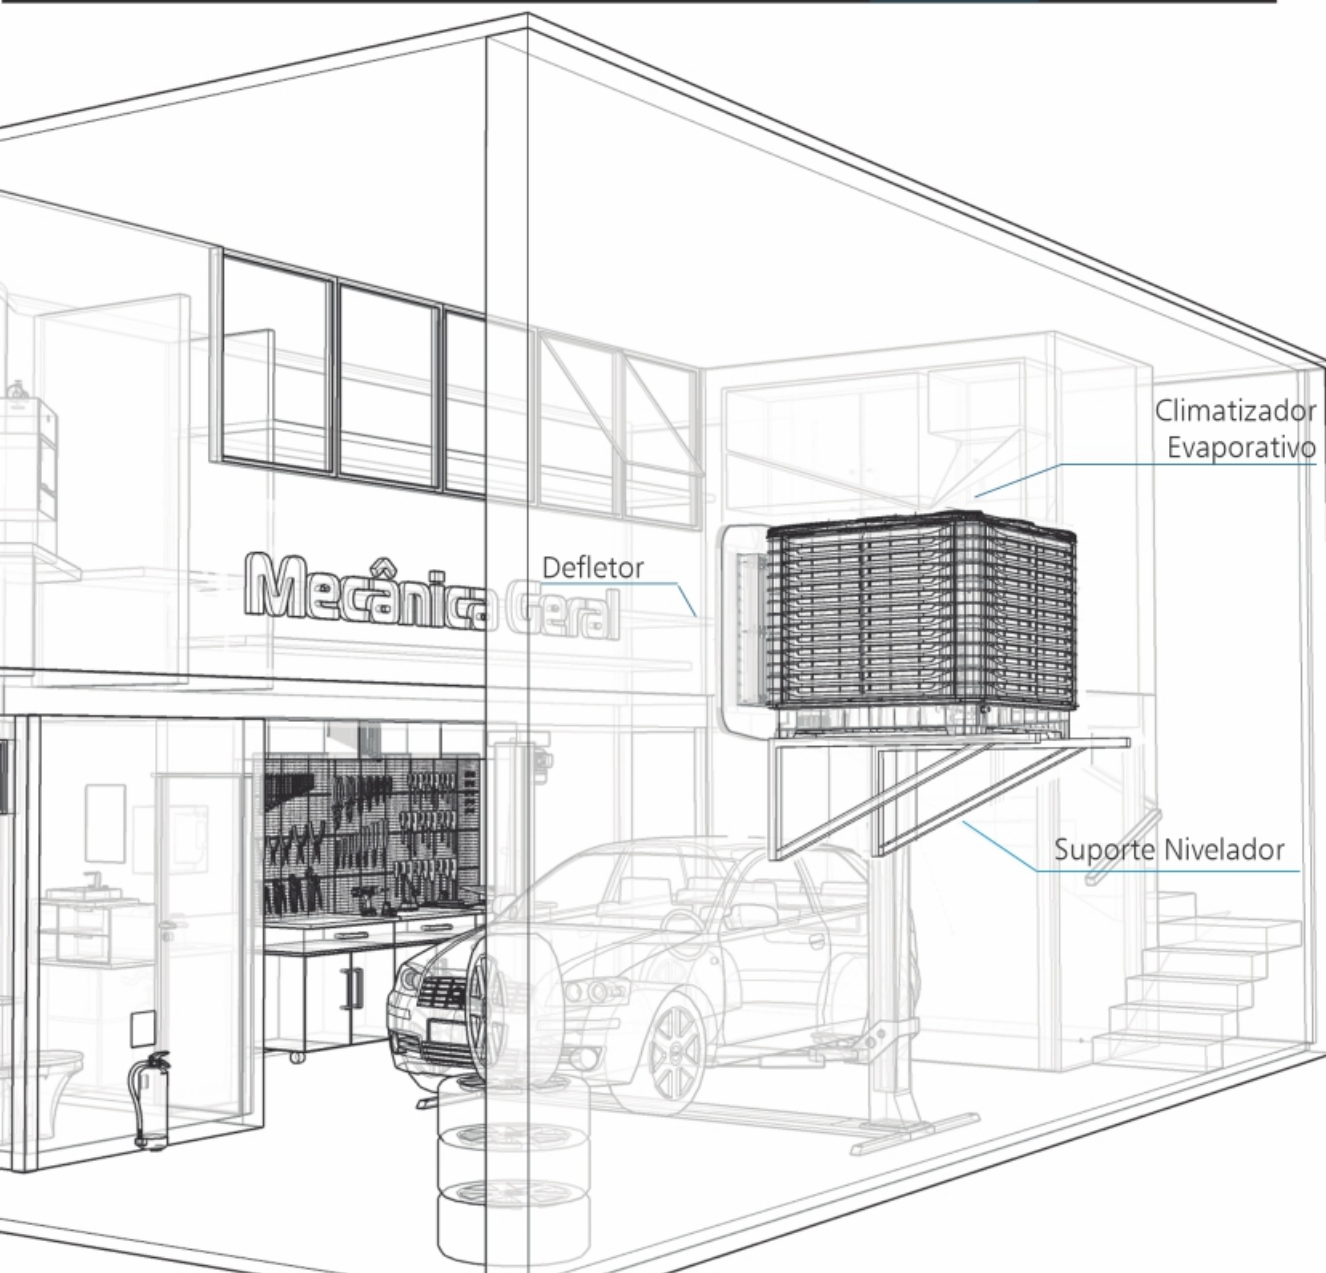 Climatizador
Evaporativo
Defletor
Mecânica Geral
Suporte Nivelador